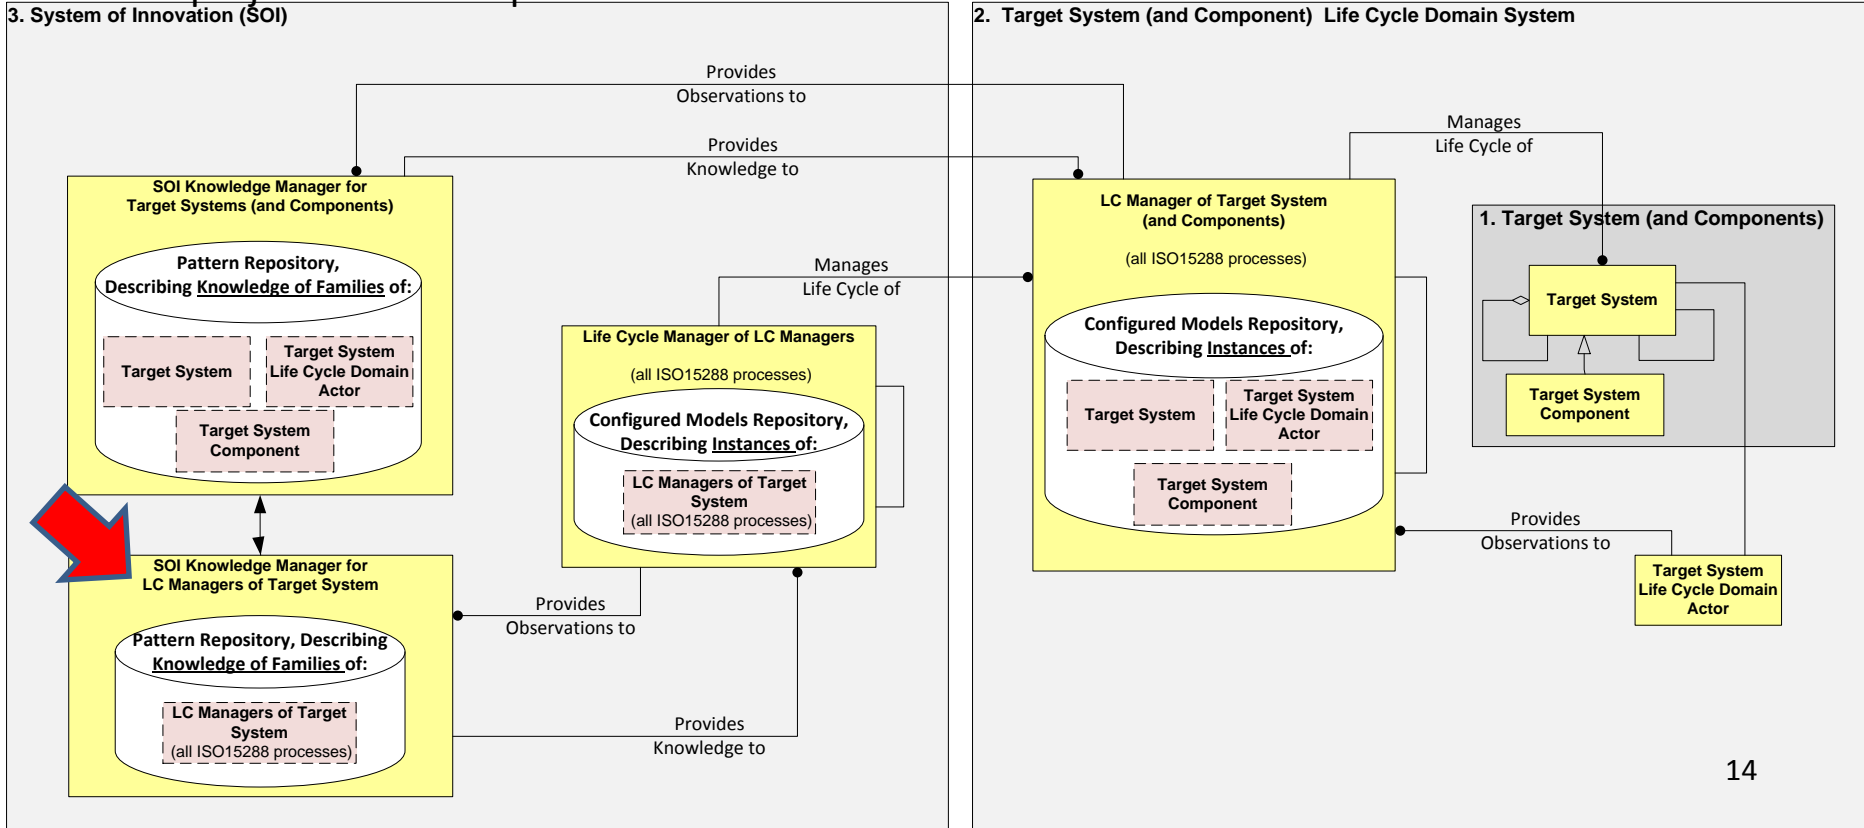 3. System of Innovation (SOI)
2. Target System (and Component) Life Cycle Domain System
Provides
Observations to
Provides
Knowledge to
Manages
Life Cycle of
SOI Knowledge Manager for
Target Systems (and Components)
Pattern Repository,
Describing Knowledge of Families of:
Target System
Target System
Life Cycle Domain
Actor
Target System
Component
Manages
Life Cycle of
Life Cycle Manager of LC Managers
(all ISO15288 processes)
Configured Models Repository,
Describing Instances of:
LC Managers of Target
System
(all ISO15288 processes)
LC Manager of Target System
(and Components)
(all ISO15288 processes)
Configured Models Repository,
Describing Instances of:
Target System
Target System
Life Cycle Domain
Actor
Target System
Component
1. Target System (and Components)
Target System
Target System
Component
Provides
Observations to
Target System
Life Cycle Domain
Actor
SOI Knowledge Manager for
LC Managers of Target System
Pattern Repository, Describing
Knowledge of Families of:
LC Managers of Target
System
(all ISO15288 processes)
Provides
Observations to
Provides
Knowledge to
14